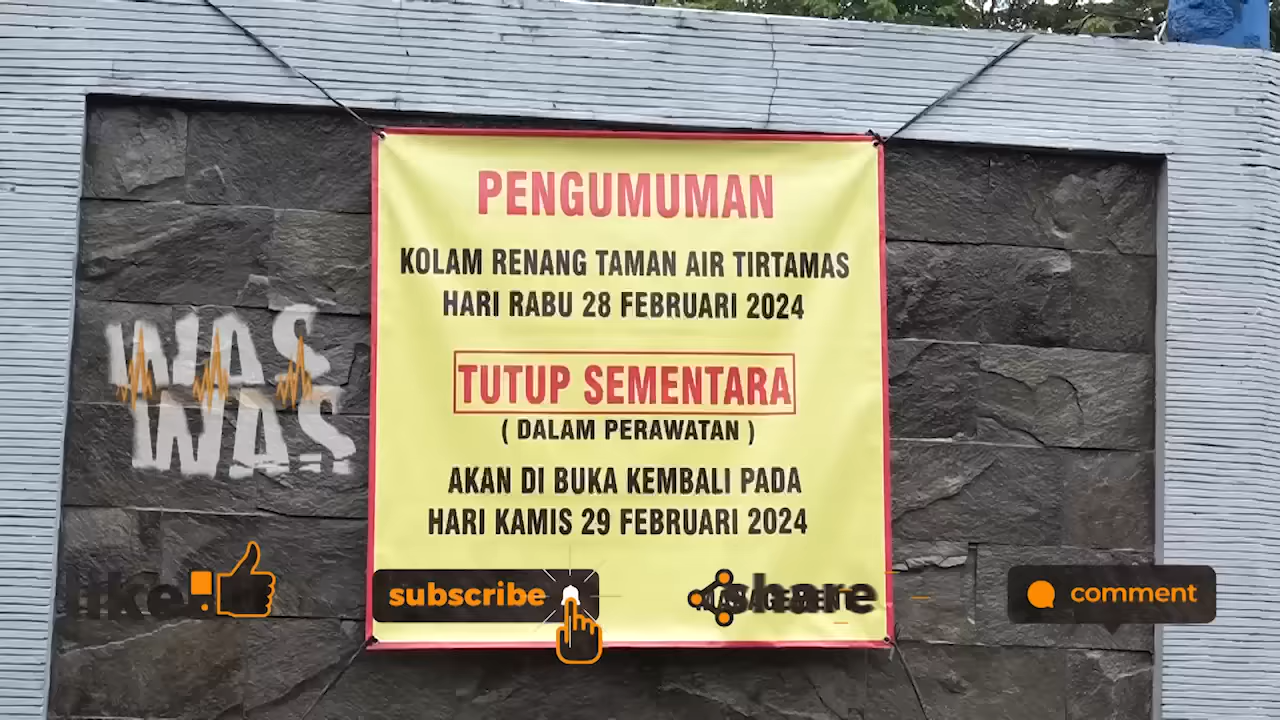 PENGUMUMAN
KOLAM RENANG TAMAN AIR TIRTAMAS
HARI RABU 28 FEBRUARI 2024
TUTUP SEMENTARA
( DALAM PERAWATAN )
AKAN DI BUKA KEMBALI PADA
HARI KAMIS 29 FEBRUARI 2024
WAS
WAS
like
subscribe
share
comment